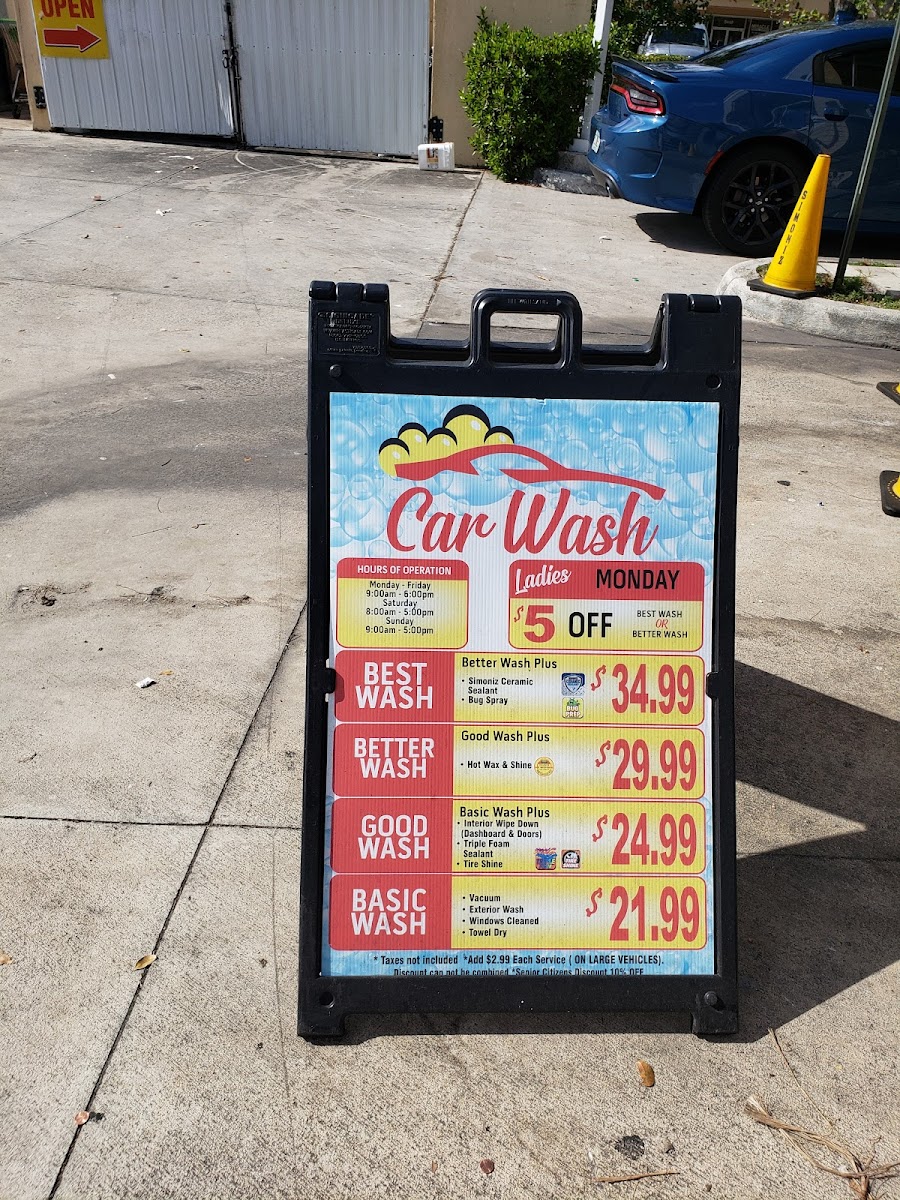 OPEN
SIMONIZ
Car Wash
HOURS OF OPERATION
Monday - Friday
9:00am - 6:00pm
Saturday
8:00am - 5:00pm
Sunday
9:00am - 5:00pm
Ladies MONDAY
$5 OFF
BEST WASH
OR
BETTER WASH
BEST WASH
Better Wash Plus
• Simoniz Ceramic
Sealant
• Bug Spray
BUG PREP
$34.99
BETTER WASH
Good Wash Plus
• Hot Wax & Shine
$29.99
GOOD WASH
Basic Wash Plus
• Interior Wipe Down
(Dashboard & Doors)
• Triple Foam
Sealant
• Tire Shine
$24.99
BASIC WASH
• Vacuum
• Exterior Wash
• Windows Cleaned
• Towel Dry
$21.99
* Taxes not included *Add $2.99 Each Service ( ON LARGE VEHICLES).
Discount can not be combined *Senior Citizens Discount 10% OFF